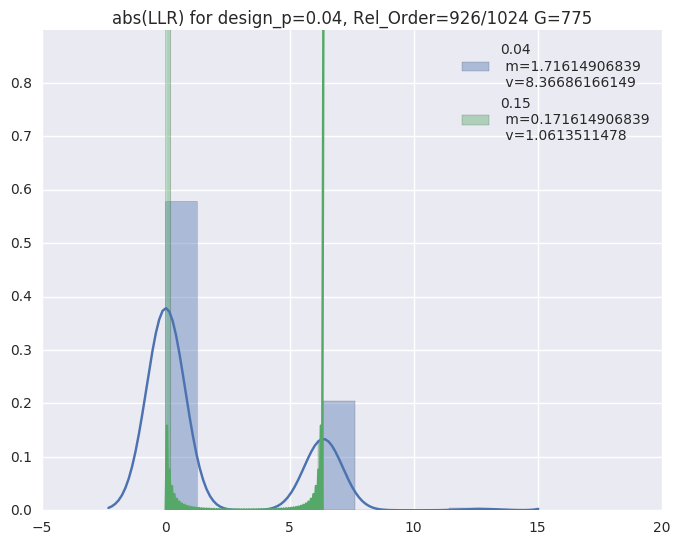 abs(LLR) for design_p=0.04, Rel_Order=926/1024 G=775
0.04
m=1.71614906839
v=8.36686166149
0.15
m=0.171614906839
v=1.0613511478
0.8
0.7
0.6
0.5
0.4
0.3
0.2
0.1
0.0
−5 0 5 10 15 20